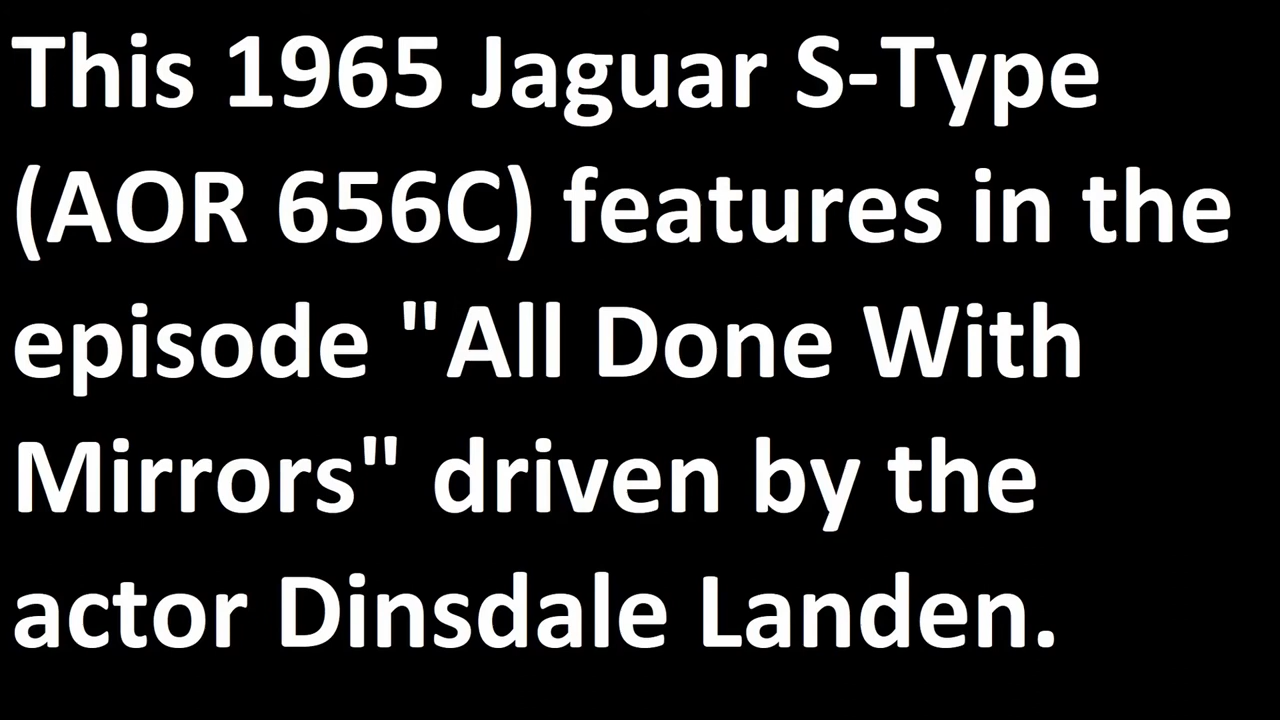 This 1965 Jaguar S-Type
(AOR 656C) features in the
episode "All Done With
Mirrors" driven by the
actor Dinsdale Landen.